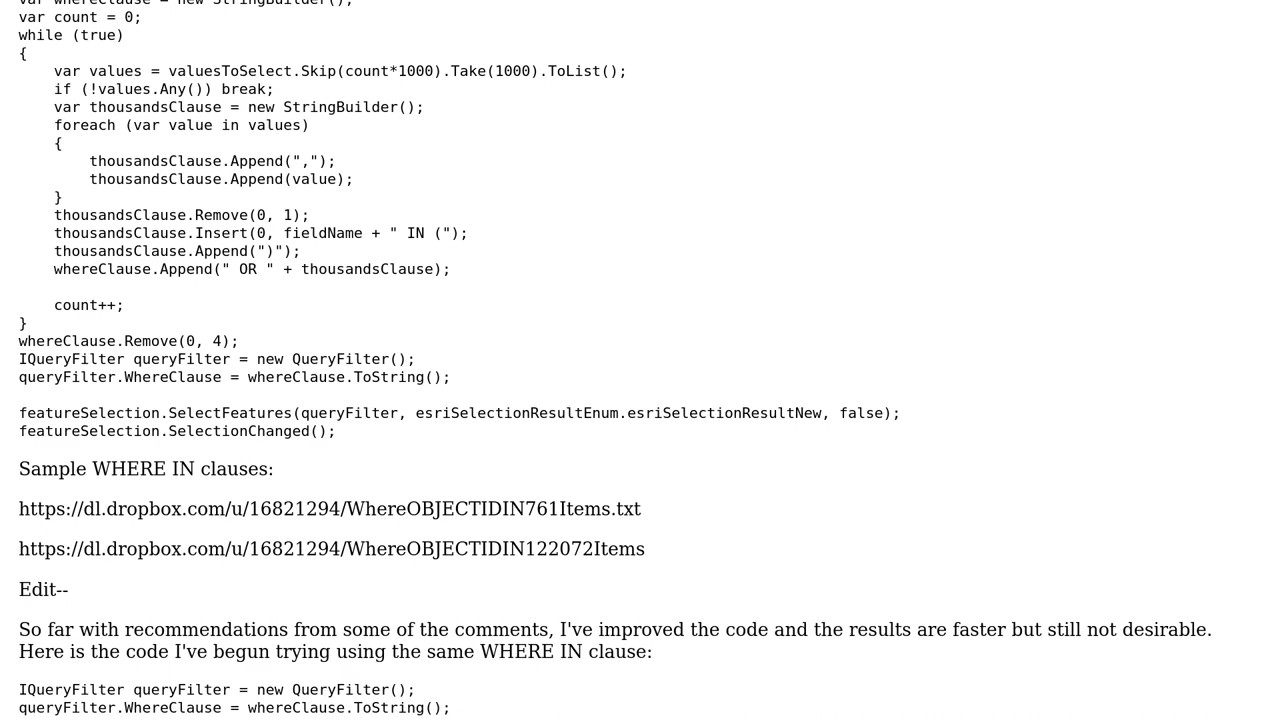 var whereClause = new StringBuilder();
var count = 0;
while (true)
{
    var values = valuesToSelect.Skip(count*1000).Take(1000).ToList();
    if (!values.Any()) break;
    var thousandsClause = new StringBuilder();
    foreach (var value in values)
    {
        thousandsClause.Append(",");
        thousandsClause.Append(value);
    }
    thousandsClause.Remove(0, 1);
    thousandsClause.Insert(0, fieldName + " IN (");
    thousandsClause.Append(")");
    whereClause.Append(" OR " + thousandsClause);
    count++;
}
whereClause.Remove(0, 4);
IQueryFilter queryFilter = new QueryFilter();
queryFilter.WhereClause = whereClause.ToString();
featureSelection.SelectFeatures(queryFilter, esriSelectionResultEnum.esriSelectionResultNew, false);
featureSelection.SelectionChanged();
Sample WHERE IN clauses:
https://dl.dropbox.com/u/16821294/WhereOBJECTIDIN761Items.txt
https://dl.dropbox.com/u/16821294/WhereOBJECTIDIN122072Items
Edit--
So far with recommendations from some of the comments, I've improved the code and the results are faster but still not desirable.
Here is the code I've begun trying using the same WHERE IN clause:
IQueryFilter queryFilter = new QueryFilter();
queryFilter.WhereClause = whereClause.ToString();